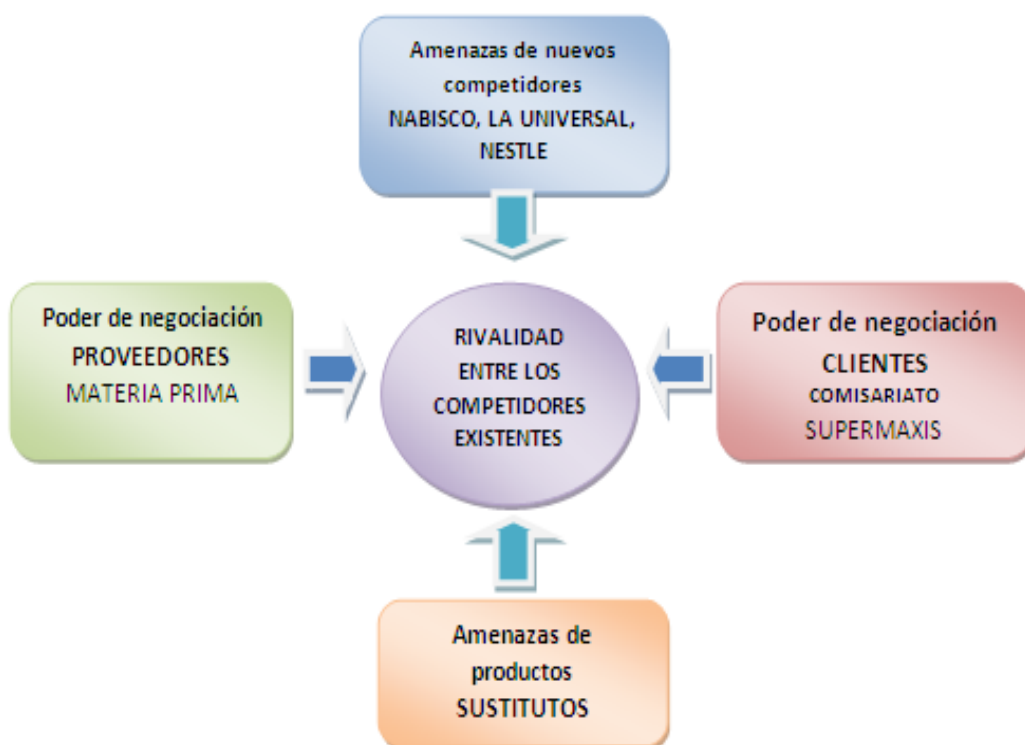 Amenazas de nuevos
competidores
NABISCO, LA UNIVERSAL,
NESTLE
Poder de negociación
PROVEEDORES
MATERIA PRIMA
RIVALIDAD
ENTRE LOS
COMPETIDORES
EXISTENTES
Poder de negociación
CLIENTES
COMISARIATO
SUPERMAXIS
Amenazas de
productos
SUSTITUTOS